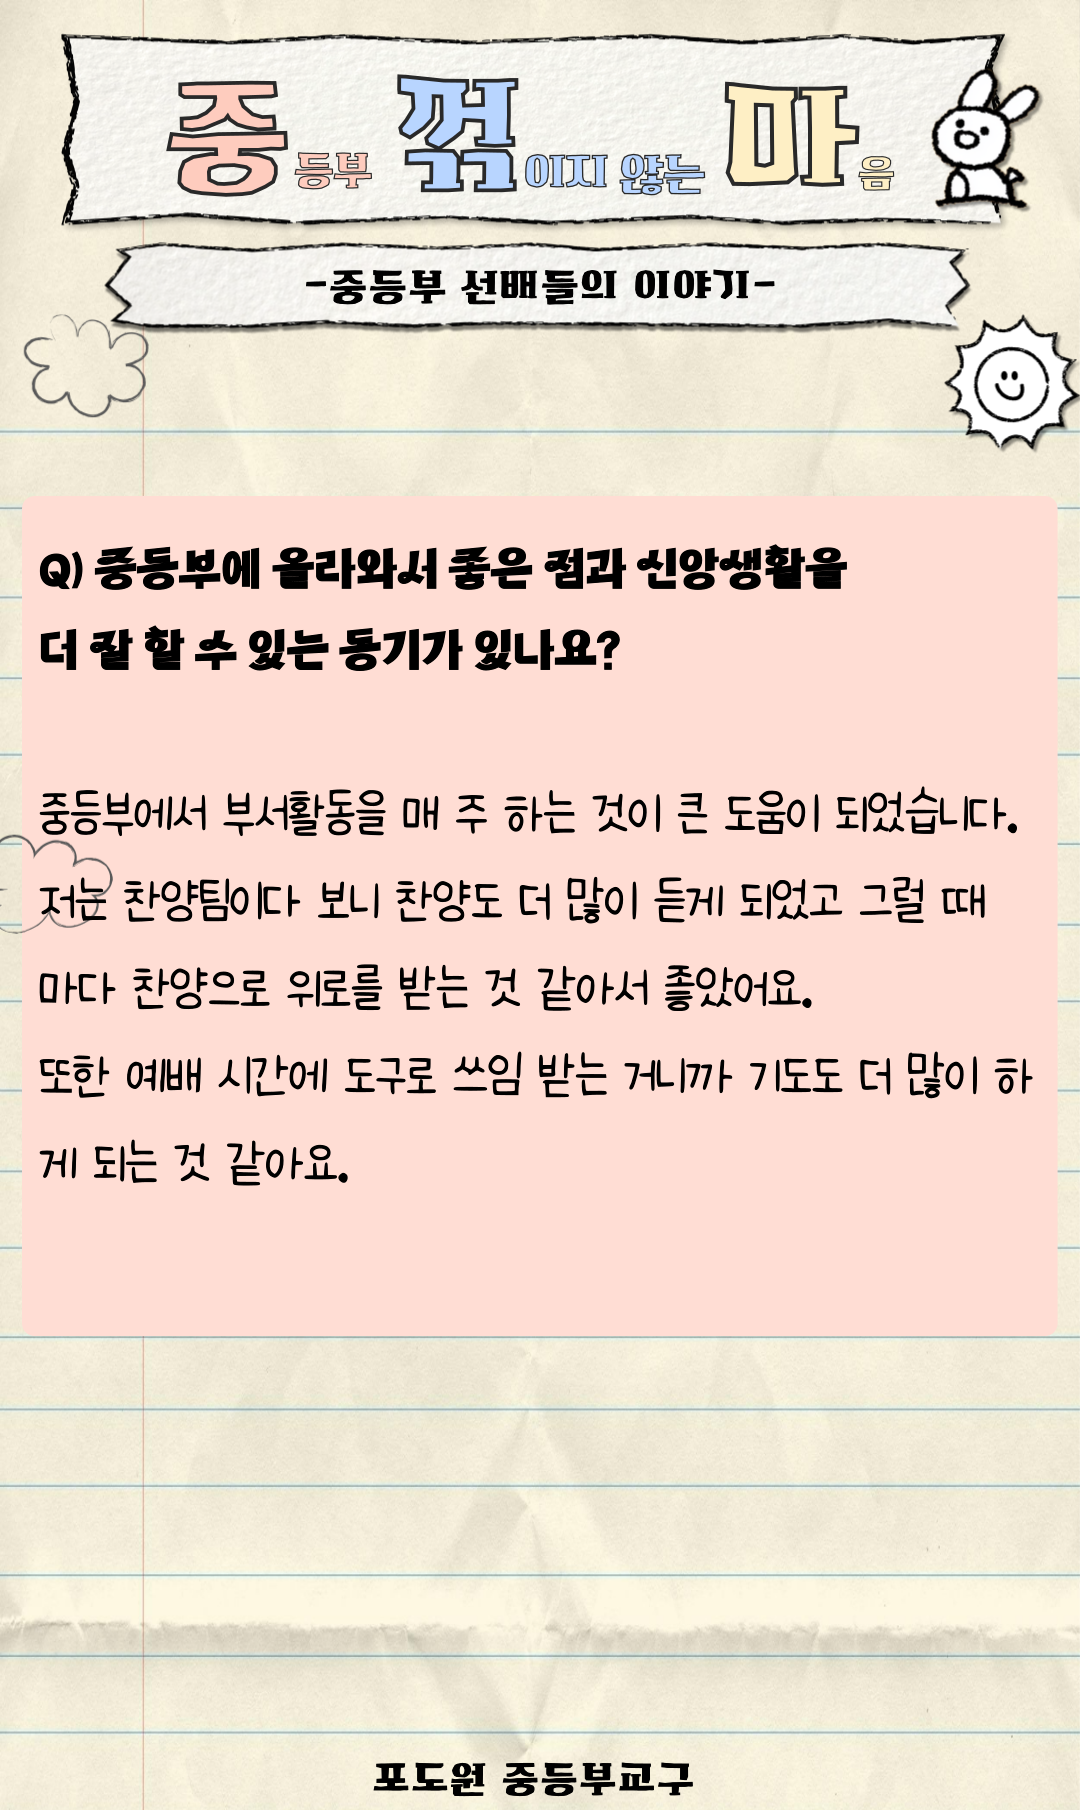 중등부 꺾이지 않는 마음
-중등부 선배들의 이야기-
Q) 중등부에 올라와서 좋은 점과 신앙생활을
더 잘 할 수 있는 동기가 있나요?
중등부에서 부서활동을 매 주 하는 것이 큰 도움이 되었습니다.
저는 찬양팀이다 보니 찬양도 더 많이 듣게 되었고 그럴 때
마다 찬양으로 위로를 받는 것 같아서 좋았어요.
또한 예배 시간에 도구로 쓰임 받는 거니까 기도도 더 많이 하
게 되는 것 같아요.
포도원 중등부교구